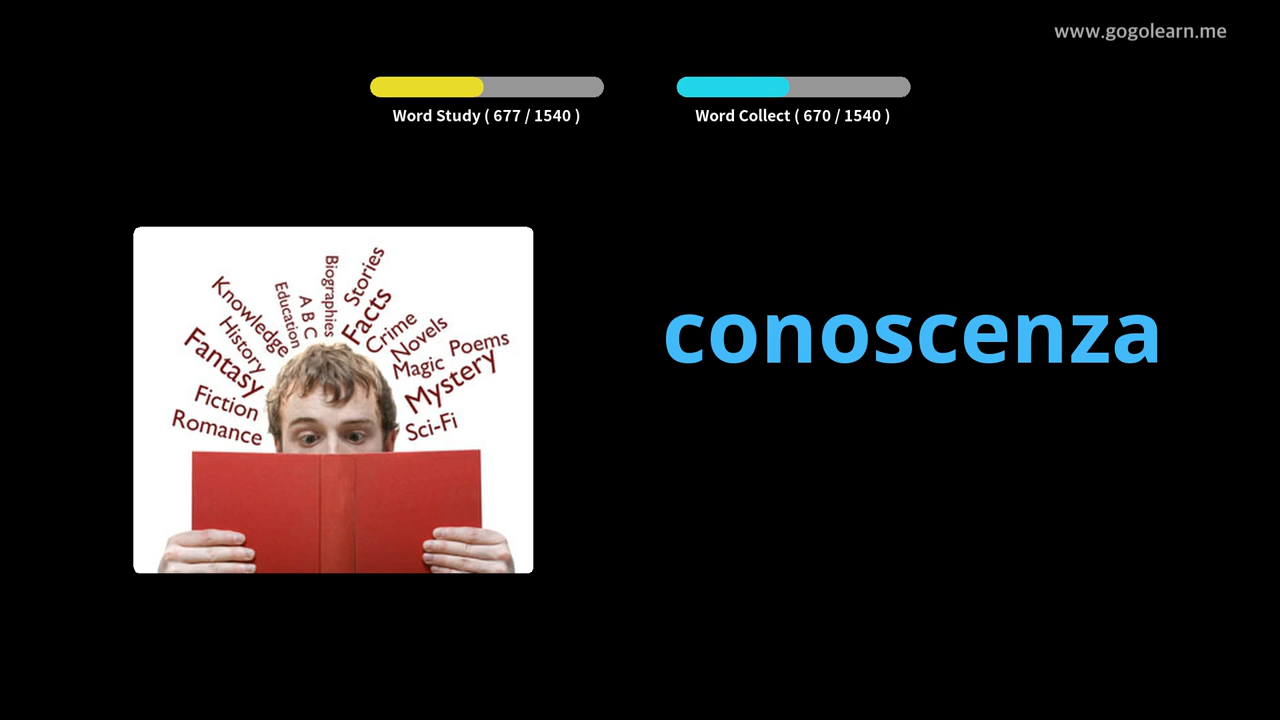 www.gogolearn.me
Word Study ( 677 / 1540 )
Word Collect ( 670 / 1540 )
Knowledge
History
Fantasy
Fiction
Romance
Education
A B C
Biographies
Stories
Facts
Crime
Novels
Magic
Poems
Mystery
Sci-Fi
conoscenza